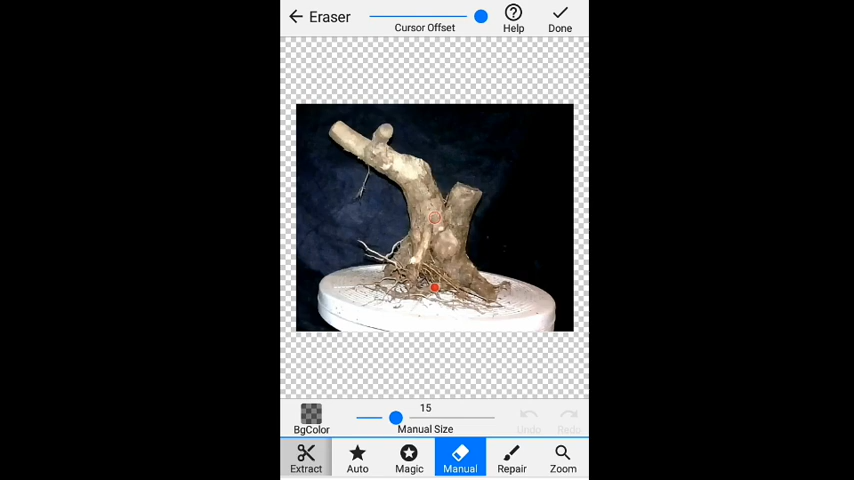 Eraser
Cursor Offset
Help
Done
15
BgColor
Manual Size
Undo
Redo
Extract
Auto
Magic
Manual
Repair
Zoom